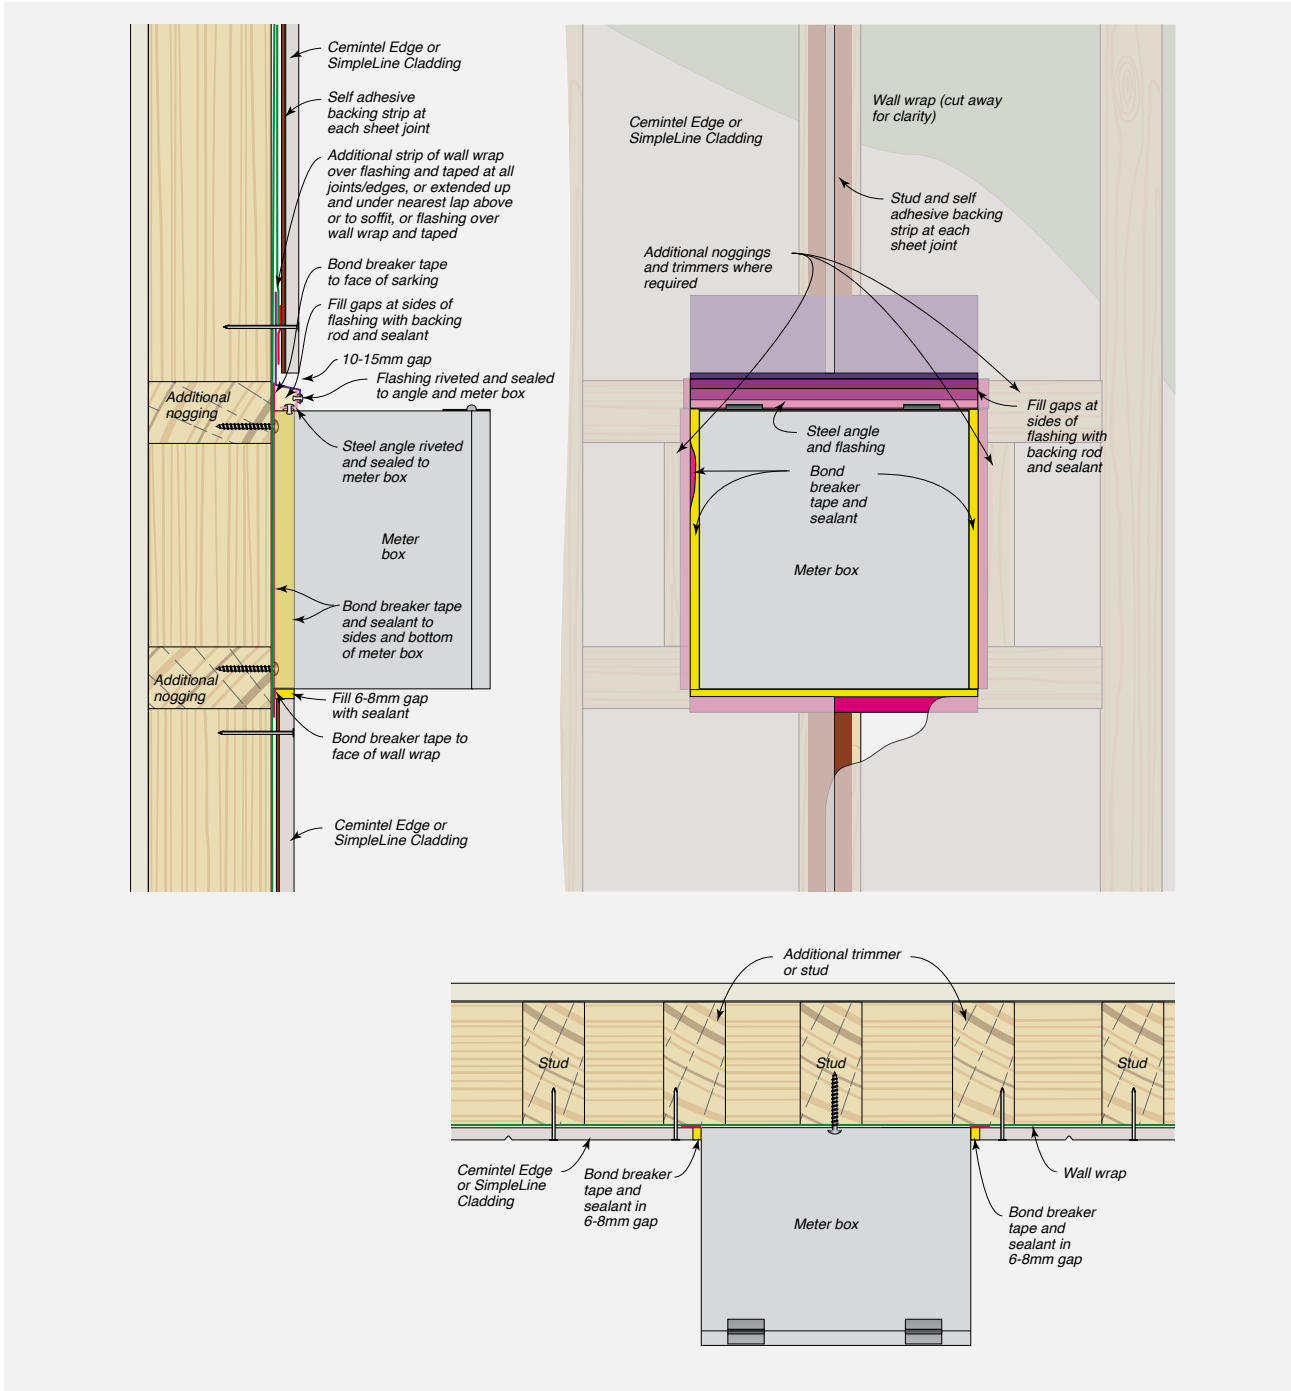 Cemintel Edge or
SimpleLine Cladding
Self adhesive
backing strip at
each sheet joint
Additional strip of wall wrap
over flashing and taped at all
joints/edges, or extended up
and under nearest lap above
or to soffit, or flashing over
wall wrap and taped
Bond breaker tape
to face of sarking
Fill gaps at sides of
flashing with backing
rod and sealant
10-15mm gap
Flashing riveted and sealed
to angle and meter box
Additional
nogging
Steel angle riveted
and sealed to
meter box
Meter
box
Bond breaker tape
and sealant to
sides and bottom
of meter box
Additional
nogging
Fill 6-8mm gap
with sealant
Bond breaker tape to
face of wall wrap
Cemintel Edge or
SimpleLine Cladding
Cemintel Edge or
SimpleLine Cladding
Wall wrap (cut away
for clarity)
Stud and self
adhesive backing
strip at each
sheet joint
Additional noggings
and trimmers where
required
Fill gaps at
sides of
flashing with
backing rod
and sealant
Steel angle
and flashing
Bond
breaker
tape and
sealant
Meter box
Additional trimmer
or stud
Stud
Stud
Stud
Cemintel Edge
or SimpleLine
Cladding
Bond breaker
tape and
sealant in
6-8mm gap
Meter box
Wall wrap
Bond breaker
tape and
sealant in
6-8mm gap